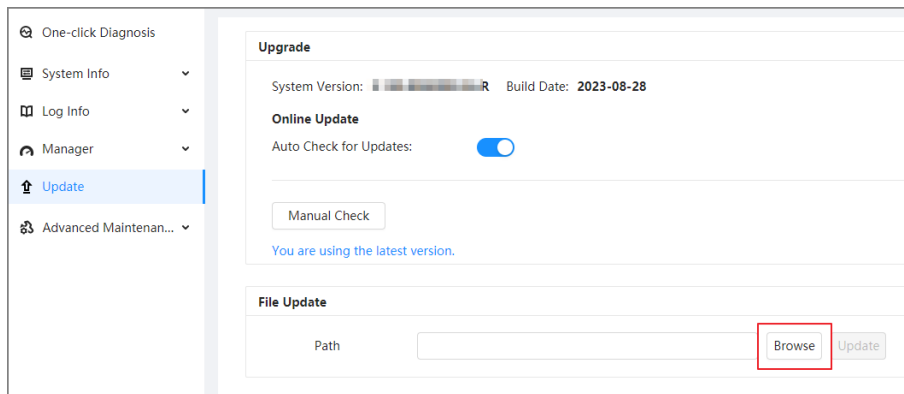 One-click Diagnosis
System Info
Log Info
Manager
Update
Advanced Maintenan...
Upgrade
System Version: R Build Date: 2023-08-28
Online Update
Auto Check for Updates:
Manual Check
You are using the latest version.
File Update
Path Browse Update